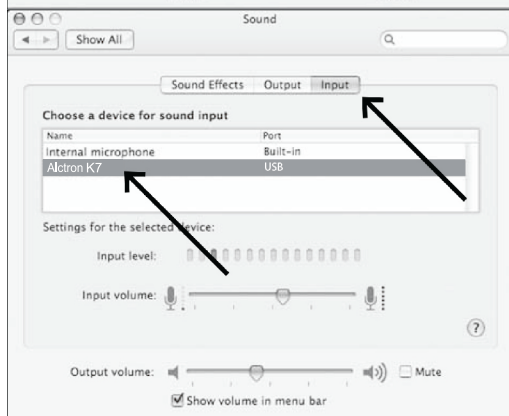 Sound
Show All
Sound Effects Output Input
Choose a device for sound input
Name Port
Internal microphone Built-in
Alctron K7 USB
Settings for the selected device:
Input level:
Input volume:
?
Output volume: Mute
Show volume in menu bar